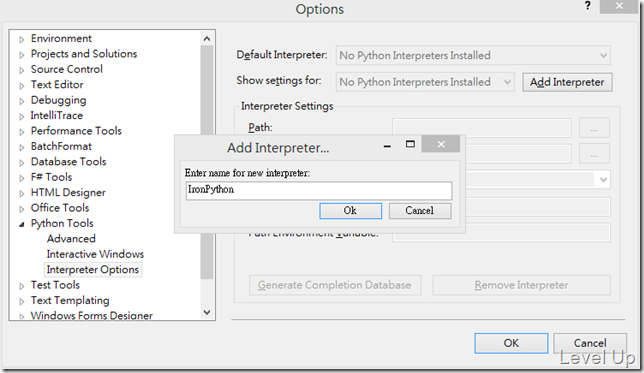 Options
?
Environment
Projects and Solutions
Source Control
Text Editor
Debugging
IntelliTrace
Performance Tools
BatchFormat
Database Tools
F# Tools
HTML Designer
Office Tools
Python Tools
Advanced
Interactive Windows
Interpreter Options
Test Tools
Text Templating
Windows Forms Designer
Default Interpreter: No Python Interpreters Installed
Show settings for: No Python Interpreters Installed Add Interpreter
Interpreter Settings
Path:
...
...
Add Interpreter...
Enter name for new interpreter:
IronPython
Ok Cancel
Path Environment Variable:
Generate Completion Database Remove Interpreter
OK Cancel
Level Up